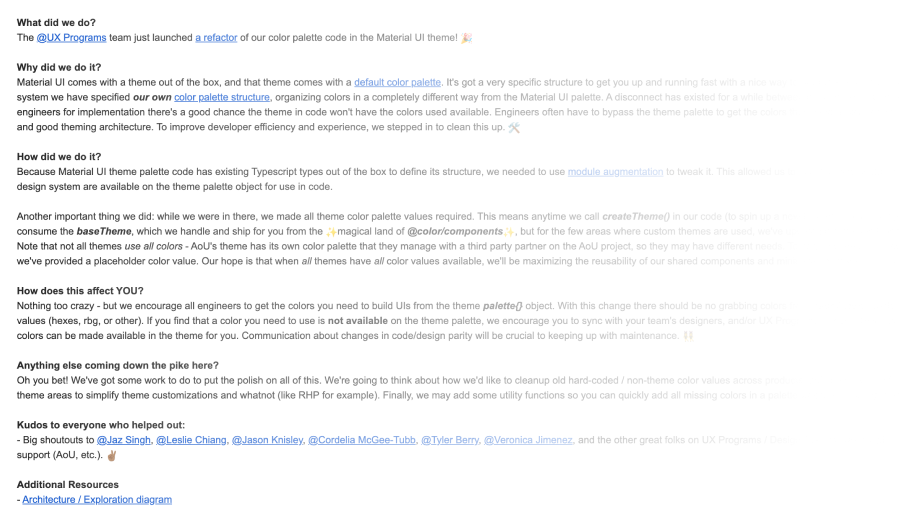 What did we do?
The @UX Programs team just launched a refactor of our color palette code in the Material UI theme! 🎉
Why did we do it?
Material UI comes with a theme out of the box, and that theme comes with a default color palette. It's got a very specific structure to get you up and running fast with a nice
system we have specified our own color palette structure, organizing colors in a completely different way from the Material UI palette. A disconnect has existed for a while
engineers for implementation there's a good chance the theme in code won't have the colors used available. Engineers often have to bypass the theme palette to get the
and good theming architecture. To improve developer efficiency and experience, we stepped in to clean this up. 🛠️
How did we do it?
Because Material UI theme palette code has existing Typescript types out of the box to define its structure, we needed to use module augmentation to tweak it. This allowed
design system are available on the theme palette object for use in code.
Another important thing we did: while we were in there, we made all theme color palette values required. This means anytime we call createTheme() in our code (to spin up a
consume the baseTheme, which we handle and ship for you from the ✨magical land of @color/components✨, but for the few areas where custom themes are used, we've
Note that not all themes use all colors - AoU's theme has its own color palette that they manage with a third party partner on the AoU project, so they may have different
we've provided a placeholder color value. Our hope is that when all themes have all color values available, we'll be maximizing the reusability of our shared components and
How does this affect YOU?
Nothing too crazy - but we encourage all engineers to get the colors you need to build UIs from the theme palette{} object. With this change there should be no grabbing colors
values (hexes, rbg, or other). If you find that a color you need to use is not available on the theme palette, we encourage you to sync with your team's designers, and/or UX
colors can be made available in the theme for you. Communication about changes in code/design parity will be crucial to keeping up with maintenance. 🙌
Anything else coming down the pike here?
Oh you bet! We've got some work to do to put the polish on all of this. We're going to think about how we'd like to cleanup old hard-coded / non-theme color values across
theme areas to simplify theme customizations and whatnot (like RHP for example). Finally, we may add some utility functions so you can quickly add all missing colors in a
Kudos to everyone who helped out:
- Big shoutouts to @Jaz Singh, @Leslie Chiang, @Jason Knisley, @Cordelia McGee-Tubb, @Tyler Berry, @Veronica Jimenez, and the other great folks on UX Programs /
support (AoU, etc.). ✌🏽
Additional Resources
- Architecture / Exploration diagram